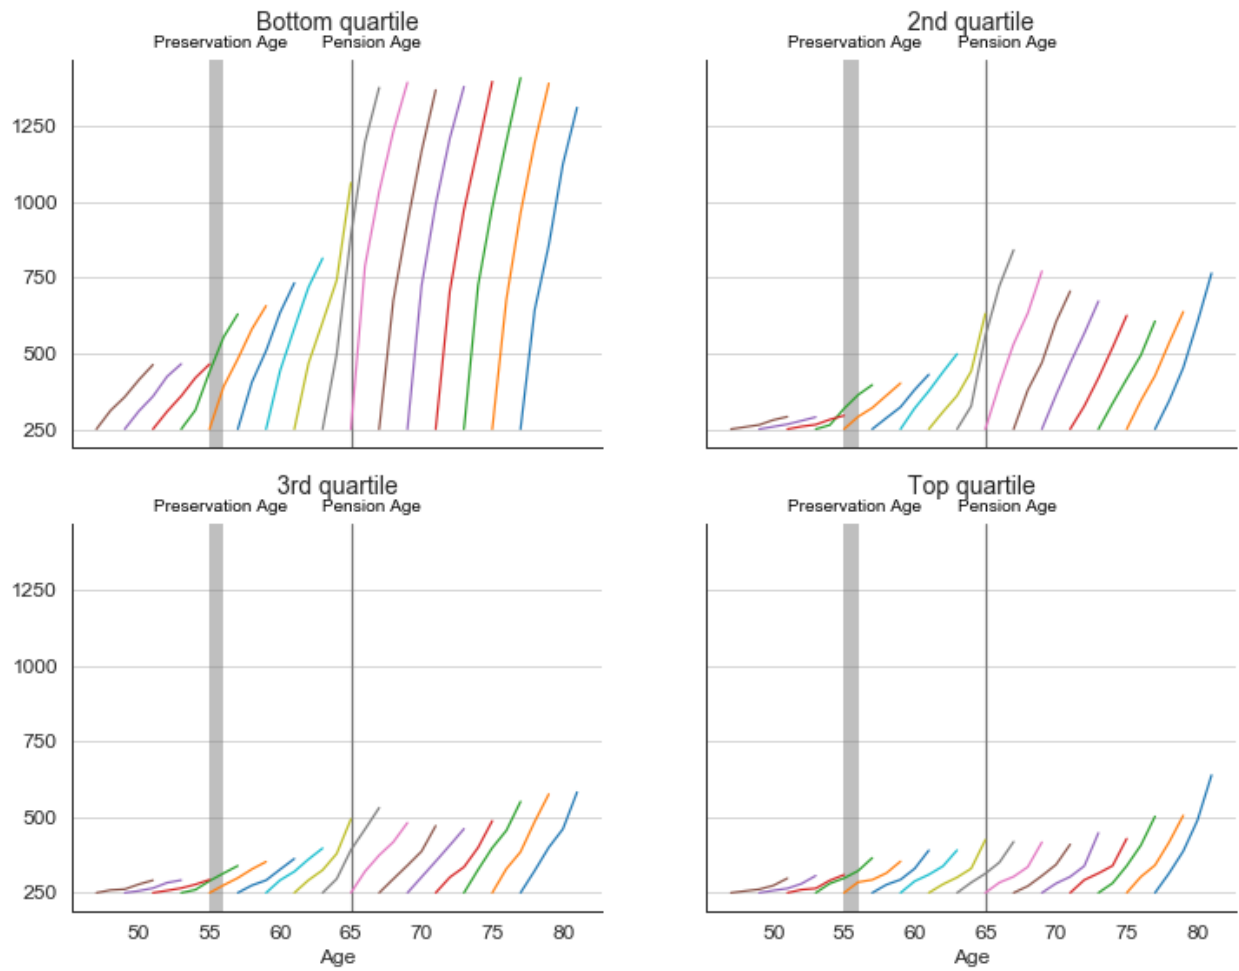 Bottom quartile
Preservation Age Pension Age
1250
1000
750
500
250
2nd quartile
Preservation Age Pension Age
3rd quartile
Preservation Age Pension Age
1250
1000
750
500
250
50 55 60 65 70 75 80
Age
Top quartile
Preservation Age Pension Age
50 55 60 65 70 75 80
Age